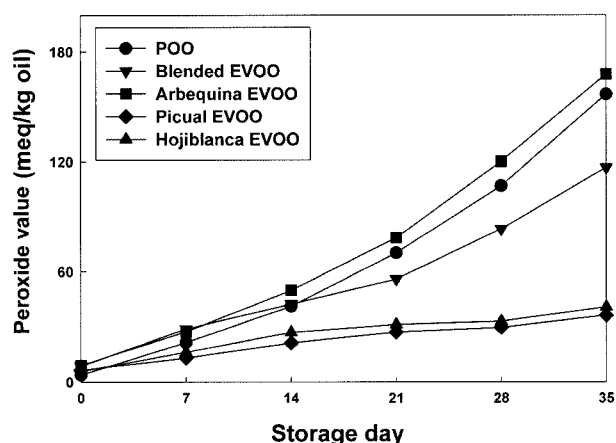 POO
Blended EVOO
Arbequina EVOO
Picual EVOO
Hojiblanca EVOO
Peroxide value (meq/kg oil)
180
120
60
0
0 7 14 21 28 35
Storage day